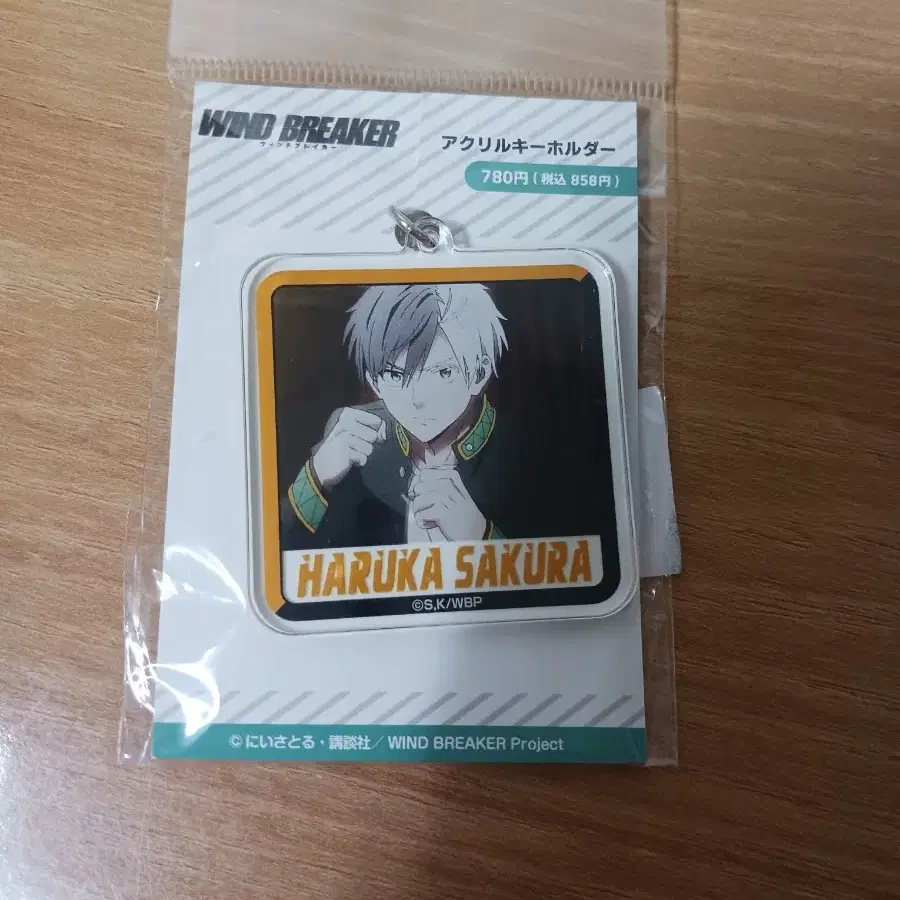 WIND BREAKER
ウィンドブレイカー
アクリルキーホルダー
780円(税込 858円)
HARUKA SAKURA
©S,K/WBP
©にいさとる・講談社/WIND BREAKER Project